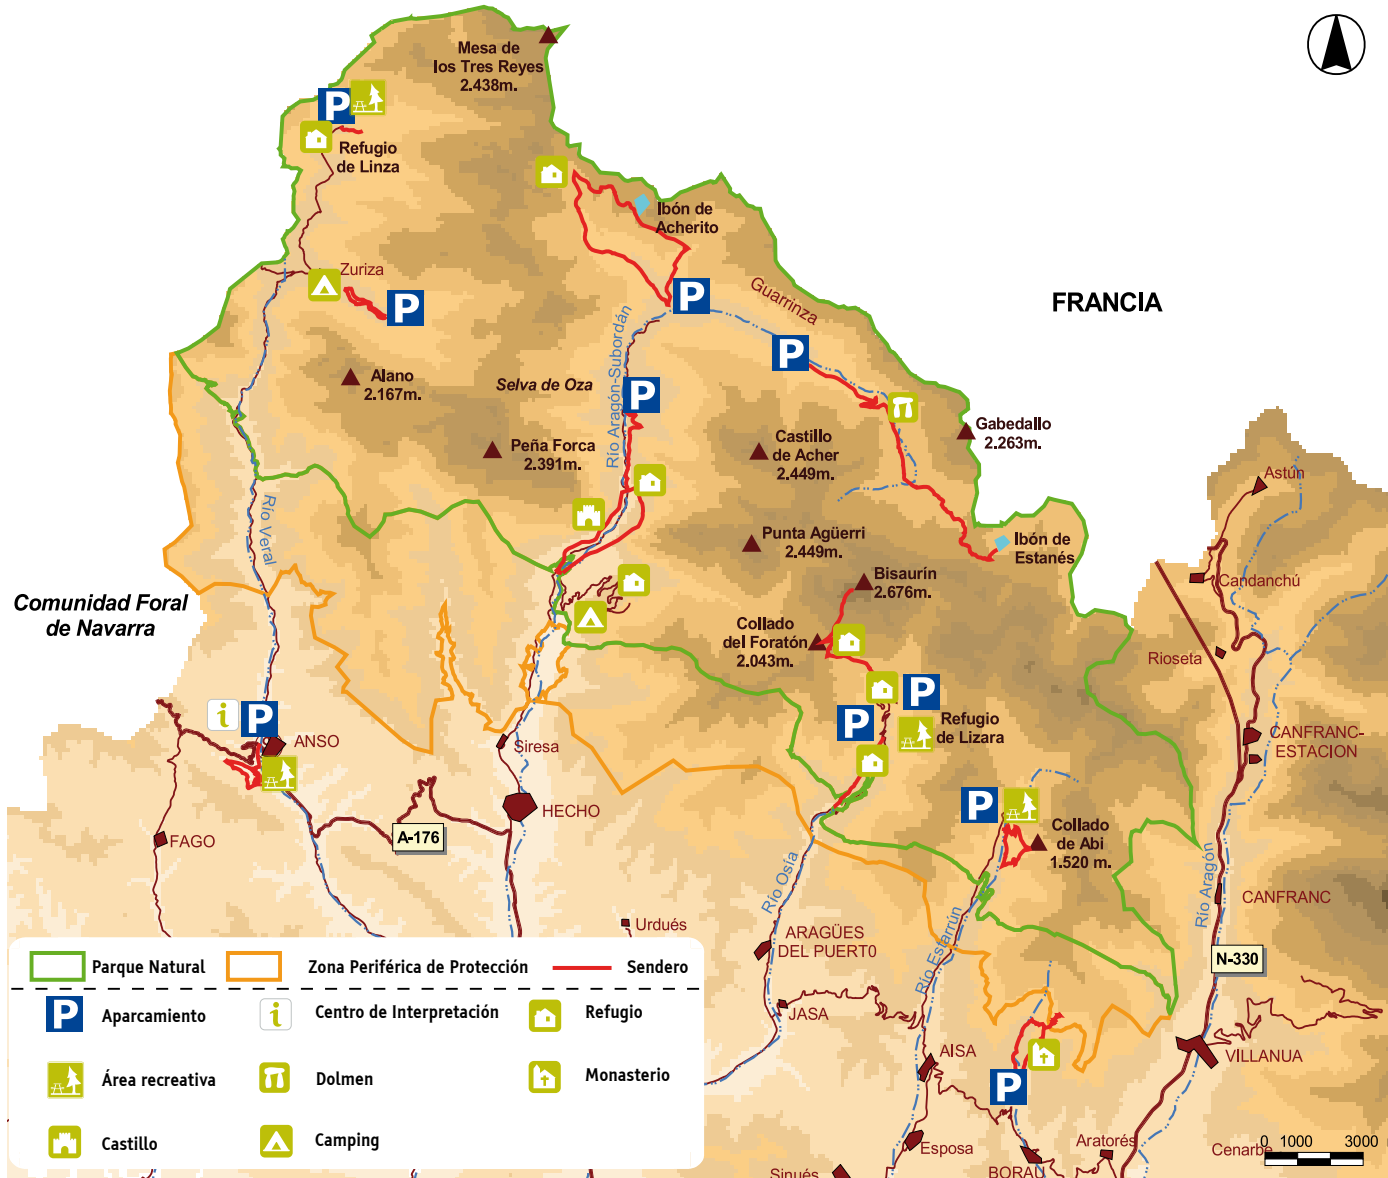 Mesa de
los Tres Reyes
2.438m.
P
Refugio
de Linza
Ibón de
Acherito
Zuriza
P
P
Guarrinza
FRANCIA
Río Aragón-Subordán
P
Alano
2.167m.
Selva de Oza
P
Peña Forca
2.391m.
Castillo
de Acher
2.449m.
Gabedallo
2.263m.
Astún
Río Veral
Punta Agüerri
2.449m.
Ibón de
Estanés
Bisaurín
2.676m.
Candanchú
Comunidad Foral
de Navarra
Collado
del Foratón
2.043m.
Rioseta
i
P
ANSO
Siresa
P
P
Refugio
de Lizara
CANFRANC-
ESTACION
HECHO
FAGO
A-176
P
Collado
de Abi
1.520 m.
Río Osía
Río Aragón
CANFRANC
Urdués
ARAGÜES
DEL PUERTO
Río Estarrún
N-330
JASA
AISA
VILLANUA
P
Esposa
Aratorés
Cenarbe
BORAU
Sinués
0 1000 3000
Parque Natural
Zona Periférica de Protección
Sendero
P
Aparcamiento
i
Centro de Interpretación
Refugio
Área recreativa
Dolmen
Monasterio
Castillo
Camping